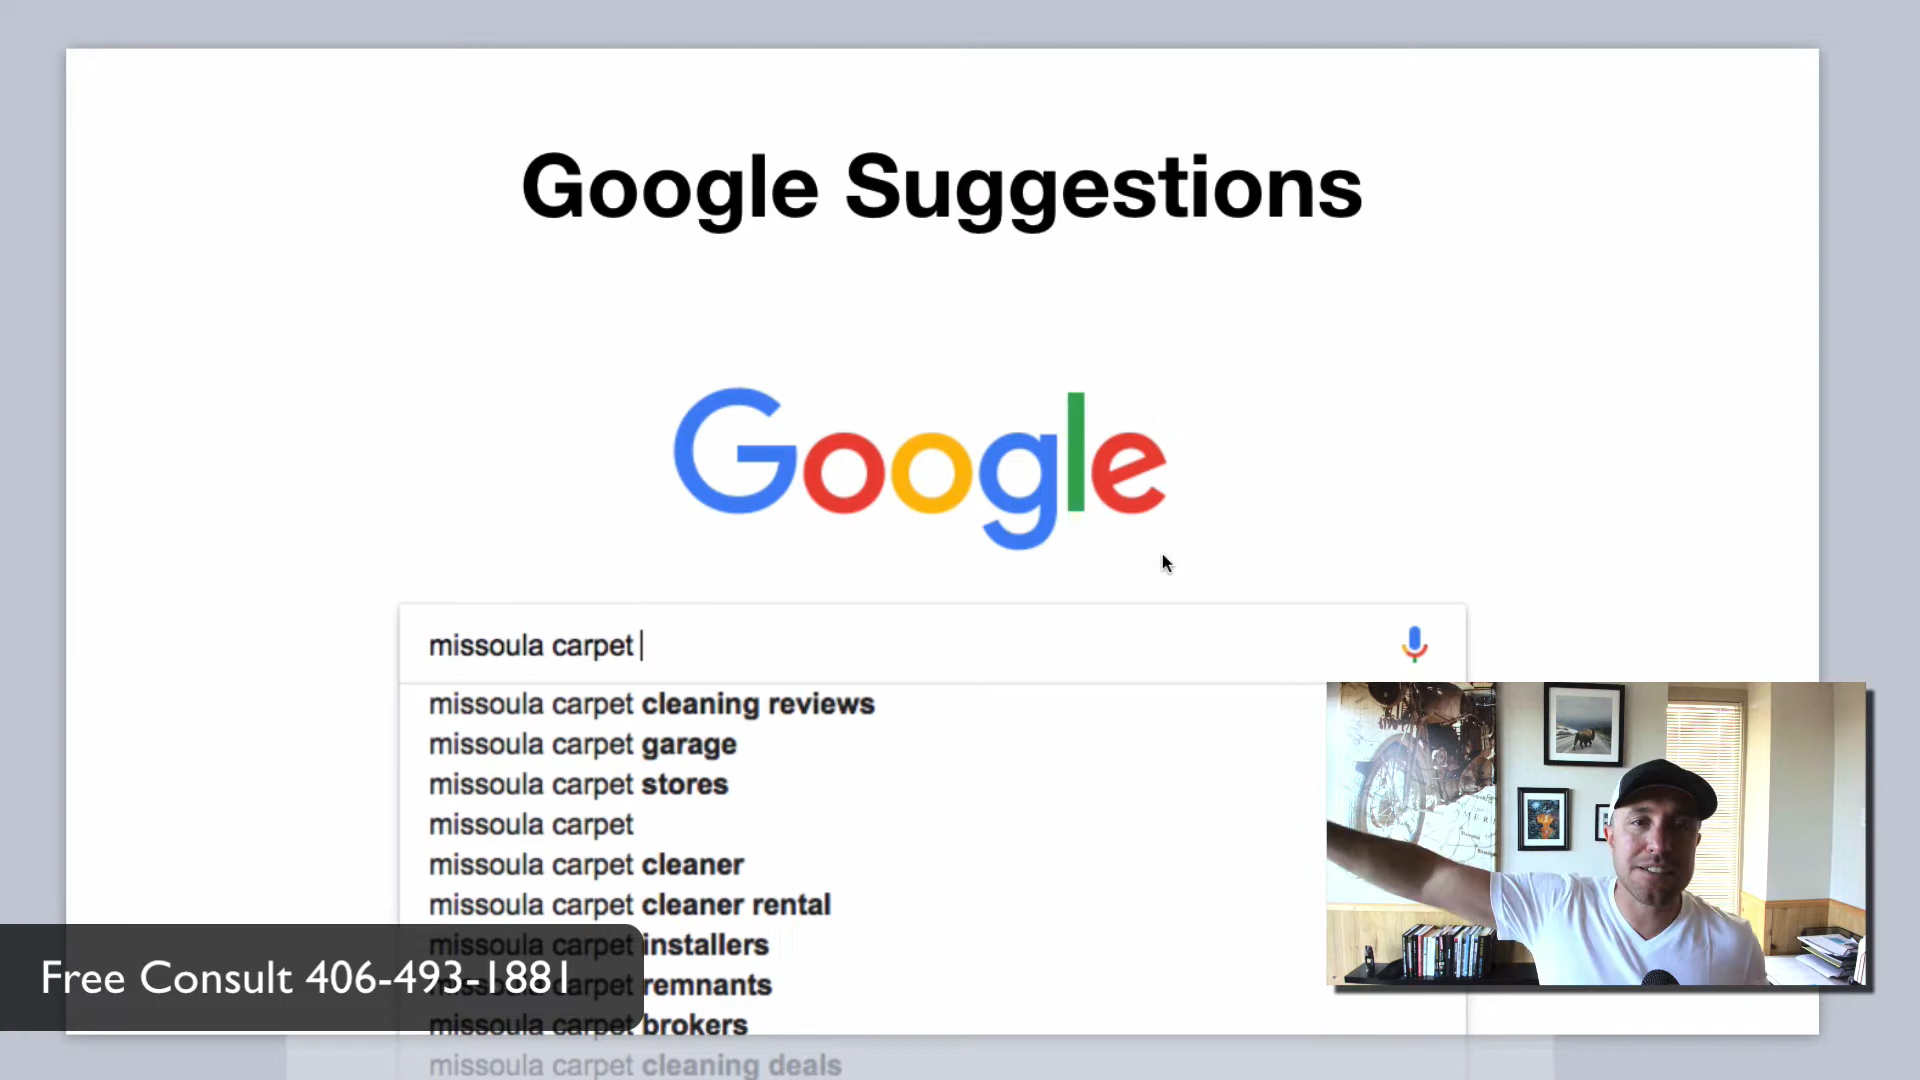 Google Suggestions
Google
missoula carpet
missoula carpet cleaning reviews
missoula carpet garage
missoula carpet stores
missoula carpet
missoula carpet cleaner
missoula carpet cleaner rental
missoula carpet installers
missoula carpet remnants
missoula carpet brokers
missoula carpet cleaning deals
Free Consult 406-493-1881